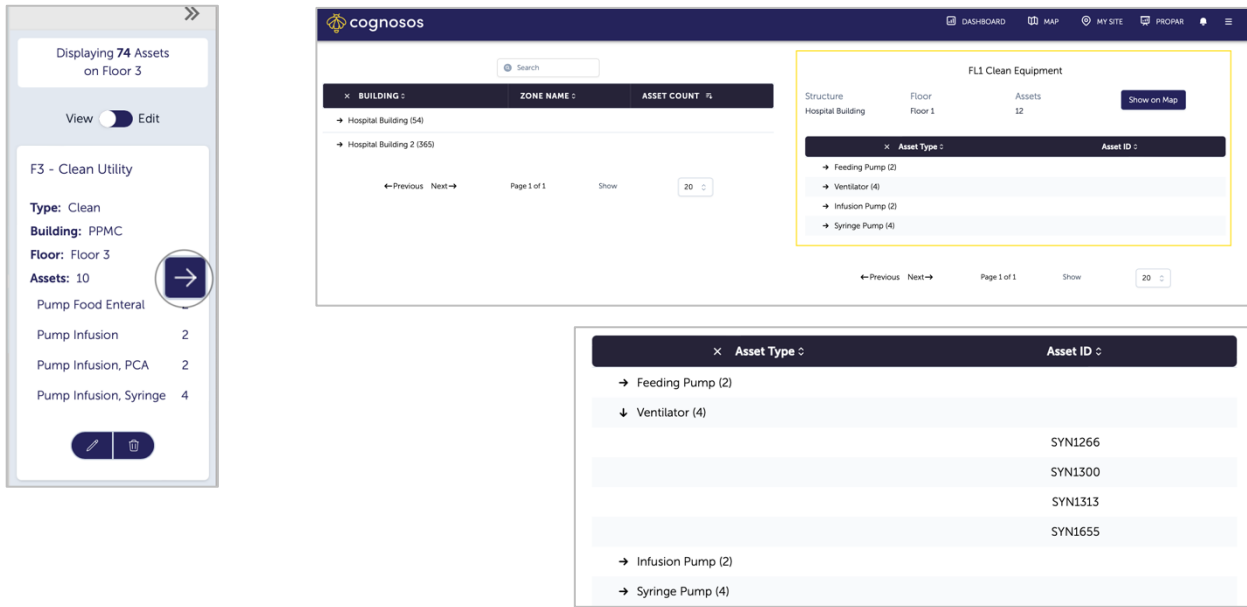 Displaying 74 Assets
on Floor 3
View Edit
F3 - Clean Utility
Type: Clean
Building: PPMC
Floor: Floor 3
Assets: 10
Pump Food Enteral
Pump Infusion 2
Pump Infusion, PCA 2
Pump Infusion, Syringe 4
cognosos
DASHBOARD MAP MY SITE PROPAR
Search
× BUILDING ZONE NAME ASSET COUNT
→ Hospital Building (54)
→ Hospital Building 2 (365)
←Previous Next→ Page 1 of 1 Show 20
FL1 Clean Equipment
Structure Floor Assets
Hospital Building Floor 1 12
Show on Map
× Asset Type Asset ID
→ Feeding Pump (2)
→ Ventilator (4)
→ Infusion Pump (2)
→ Syringe Pump (4)
←Previous Next→ Page 1 of 1 Show 20
× Asset Type Asset ID
→ Feeding Pump (2)
↓ Ventilator (4)
SYN1266
SYN1300
SYN1313
SYN1655
→ Infusion Pump (2)
→ Syringe Pump (4)